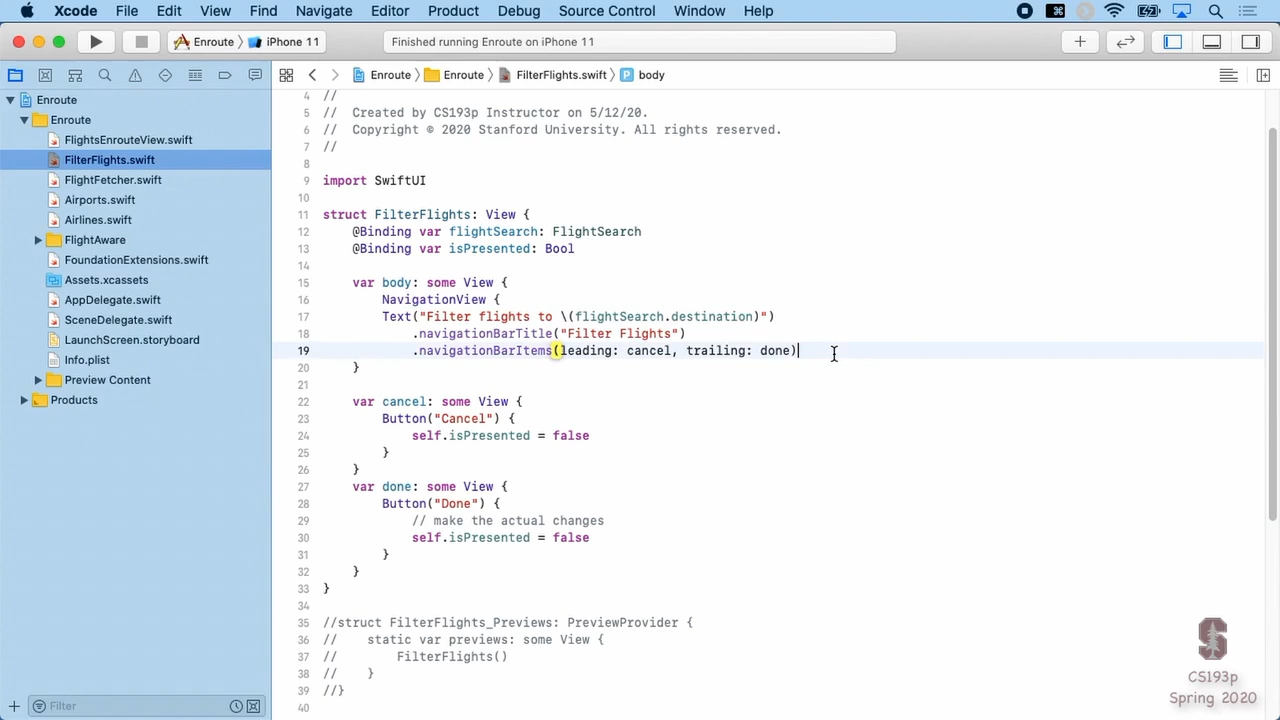 Xcode File Edit View Find Navigate Editor Product Debug Source Control Window Help
Enroute iPhone 11 Finished running Enroute on iPhone 11
Enroute Enroute FilterFlights.swift P body
Enroute
Enroute
FlightsEnrouteView.swift
FilterFlights.swift
FlightFetcher.swift
Airports.swift
Airlines.swift
FlightAware
FoundationExtensions.swift
Assets.xcassets
AppDelegate.swift
SceneDelegate.swift
LaunchScreen.storyboard
Info.plist
Preview Content
Products
Filter
4 //
5 //  Created by CS193p Instructor on 5/12/20.
6 //  Copyright © 2020 Stanford University. All rights reserved.
7 //
8
9 import SwiftUI
10
11 struct FilterFlights: View {
12     @Binding var flightSearch: FlightSearch
13     @Binding var isPresented: Bool
14
15     var body: some View {
16         NavigationView {
17         Text("Filter flights to \(flightSearch.destination)")
18             .navigationBarTitle("Filter Flights")
19             .navigationBarItems(leading: cancel, trailing: done)
20     }
21
22     var cancel: some View {
23         Button("Cancel") {
24             self.isPresented = false
25         }
26     }
27     var done: some View {
28         Button("Done") {
29             // make the actual changes
30             self.isPresented = false
31         }
32     }
33 }
34
35 //struct FilterFlights_Previews: PreviewProvider {
36 //    static var previews: some View {
37 //        FilterFlights()
38 //    }
39 //}
40
CS193p
Spring 2020